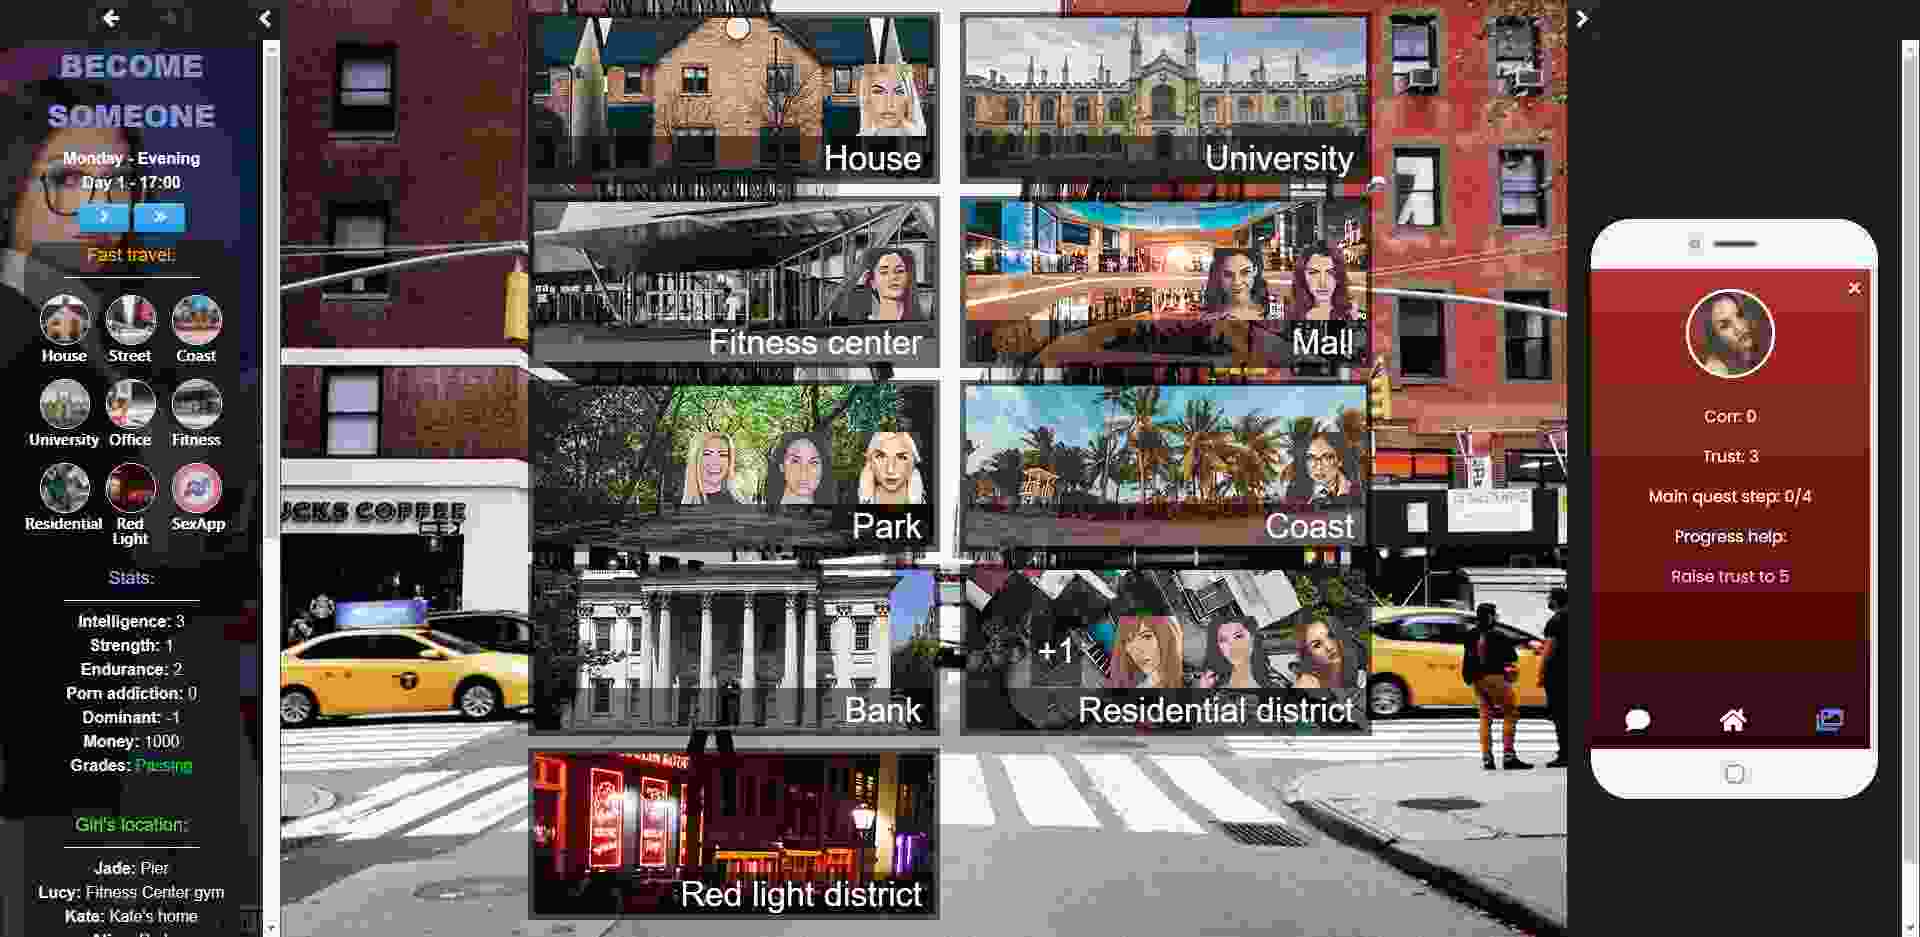 BECOME
SOMEONE
Monday - Evening
Day 1 - 17:00
Fast travel:
House
Street
Coast
University
Office
Fitness
Residential
Red
Light
SexApp
Stats:
Intelligence: 3
Strength: 1
Endurance: 2
Porn addiction: 0
Dominant: -1
Money: 1000
Grades: Passing
Girl's location:
Jade: Pier
Lucy: Fitness Center gym
Kate: Kate's home
House
University
Fitness center
Mall
Park
Coast
Bank
+1
Residential district
Red light district
UCKS COFFEE
Corr: 0
Trust: 3
Main quest step: 0/4
Progress help:
Raise trust to 5